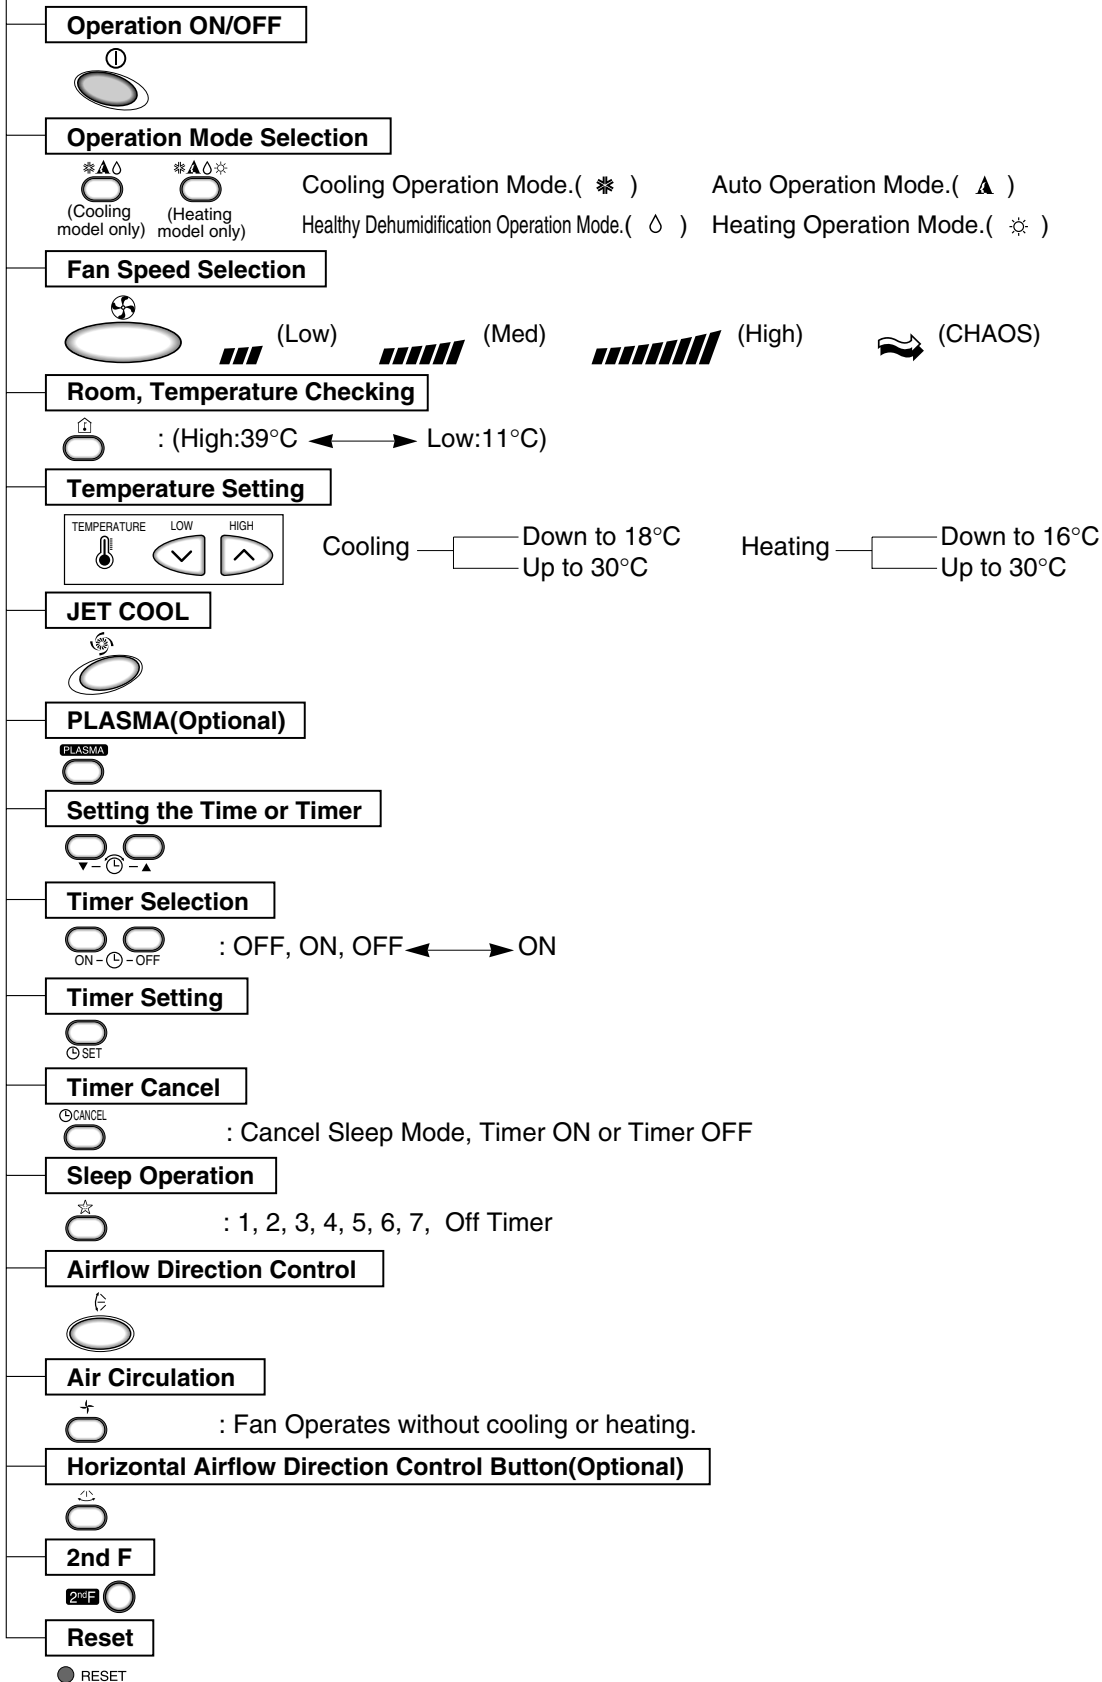 Operation ON/OFF
Operation Mode Selection
(Cooling model only)
(Heating model only)
Cooling Operation Mode.( )
Auto Operation Mode.( )
Healthy Dehumidification Operation Mode.( )
Heating Operation Mode.( )
Fan Speed Selection
(Low) (Med) (High) (CHAOS)
Room, Temperature Checking
: (High:39°C Low:11°C)
Temperature Setting
TEMPERATURE LOW HIGH
Cooling
Down to 18°C
Up to 30°C
Heating
Down to 16°C
Up to 30°C
JET COOL
PLASMA(Optional)
PLASMA
Setting the Time or Timer
Timer Selection
ON - - OFF
: OFF, ON, OFF ON
Timer Setting
SET
Timer Cancel
CANCEL
: Cancel Sleep Mode, Timer ON or Timer OFF
Sleep Operation
: 1, 2, 3, 4, 5, 6, 7, Off Timer
Airflow Direction Control
Air Circulation
: Fan Operates without cooling or heating.
Horizontal Airflow Direction Control Button(Optional)
2nd F
2ndF
Reset
RESET